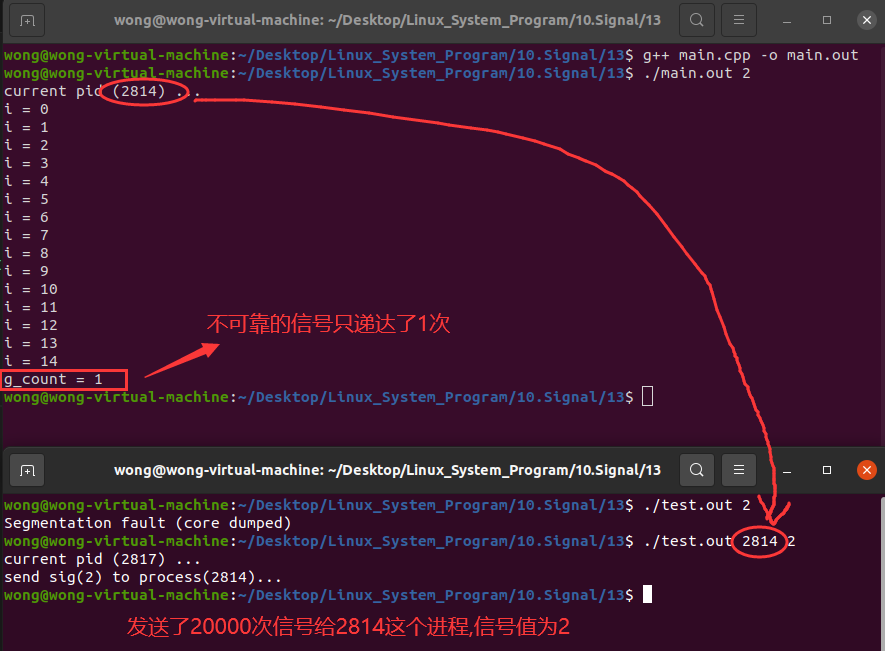 wong@wong-virtual-machine: ~/Desktop/Linux_System_Program/10.Signal/13
wong@wong-virtual-machine:~/Desktop/Linux_System_Program/10.Signal/13$ g++ main.cpp -o main.out
wong@wong-virtual-machine:~/Desktop/Linux_System_Program/10.Signal/13$ ./main.out 2
current pid (2814) ...
i = 0
i = 1
i = 2
i = 3
i = 4
i = 5
i = 6
i = 7
i = 8
i = 9
i = 10
i = 11
i = 12
不可靠的信号只递达了1次
i = 13
i = 14
g_count = 1
wong@wong-virtual-machine:~/Desktop/Linux_System_Program/10.Signal/13$
wong@wong-virtual-machine: ~/Desktop/Linux_System_Program/10.Signal/13
wong@wong-virtual-machine:~/Desktop/Linux_System_Program/10.Signal/13$ ./test.out 2
Segmentation fault (core dumped)
wong@wong-virtual-machine:~/Desktop/Linux_System_Program/10.Signal/13$ ./test.out 2814 2
current pid (2817) ...
send sig(2) to process(2814)...
wong@wong-virtual-machine:~/Desktop/Linux_System_Program/10.Signal/13$
发送了20000次信号给2814这个进程,信号值为2